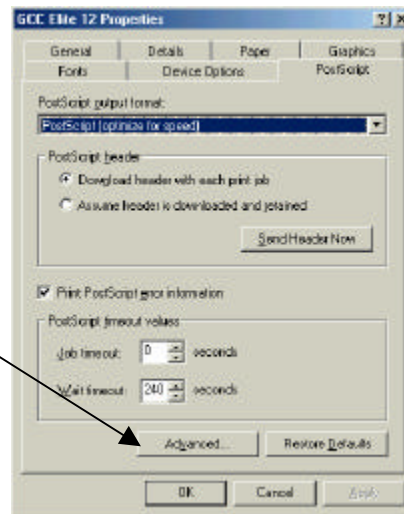 GCC Elite 12 Properties
General Details Paper Graphics
Fonts Device Options PostScript
PostScript output format:
PostScript (optimize for speed)
PostScript header
Download header with each print job
Assume header is downloaded and retained
Send Header Now
Print PostScript error information
PostScript timeout values
Job timeout: 0 seconds
Wait timeout: 240 seconds
Advanced... Restore Defaults
OK Cancel Apply